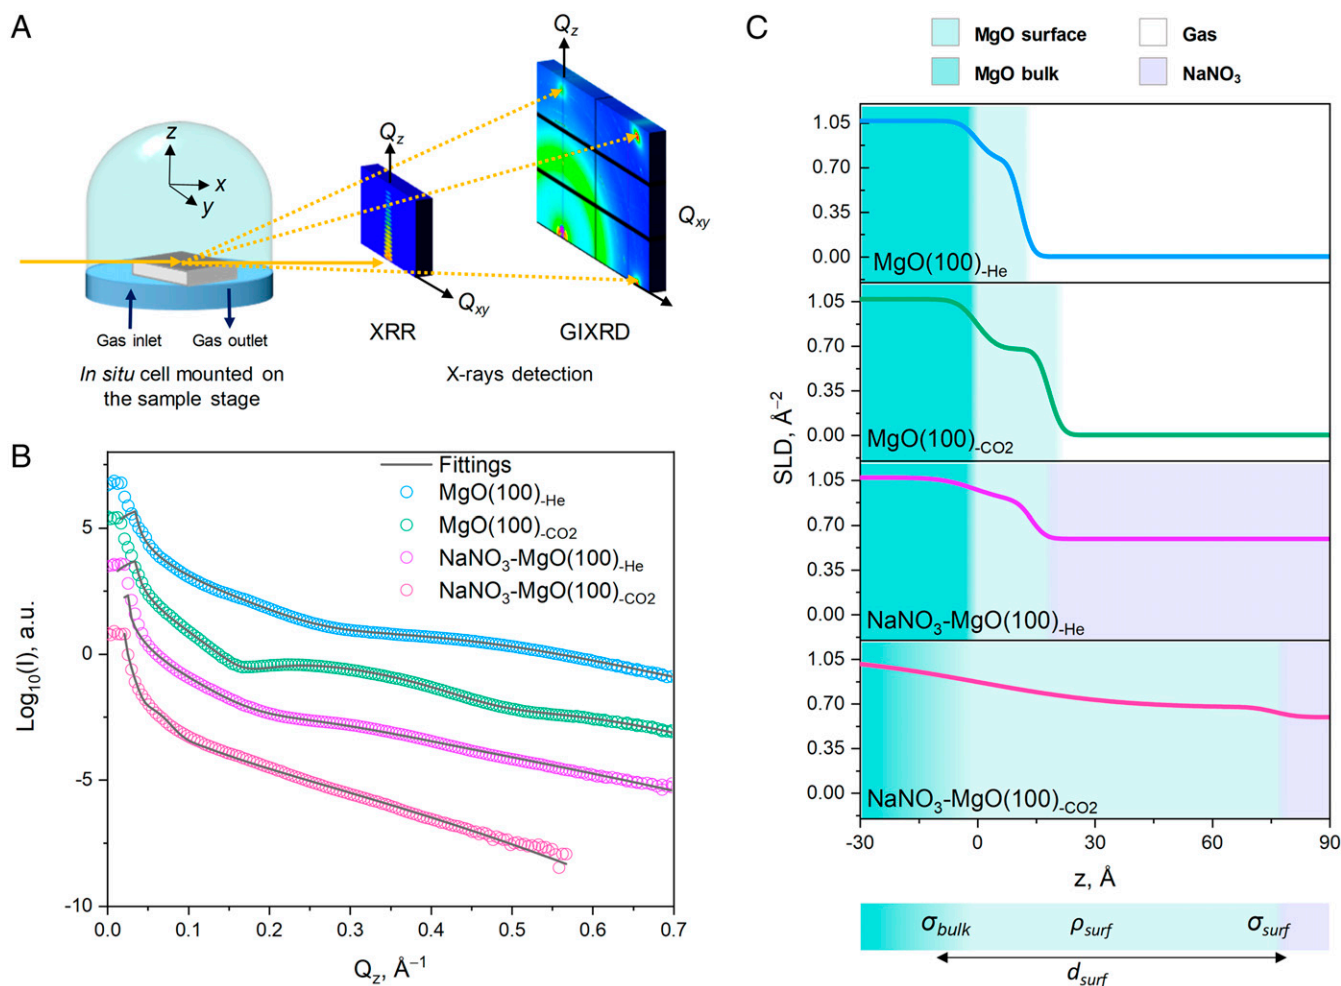 A
z
x
y
Gas inlet
Gas outlet
In situ cell mounted on
the sample stage
Qz
Qxy
XRR
Qz
Qxy
GIXRD
X-rays detection
B
Log10(I), a.u.
5
0
-5
-10
Fittings
MgO(100)-He
MgO(100)-CO2
NaNO3-MgO(100)-He
NaNO3-MgO(100)-CO2
0.0 0.1 0.2 0.3 0.4 0.5 0.6 0.7
Qz, Å−1
C
MgO surface
Gas
MgO bulk
NaNO3
SLD, Å−2
1.05
0.70
0.35
0.00
MgO(100)-He
1.05
0.70
0.35
0.00
MgO(100)-CO2
1.05
0.70
0.35
0.00
NaNO3-MgO(100)-He
1.05
0.70
0.35
0.00
NaNO3-MgO(100)-CO2
-30 0 30 60 90
z, Å
σbulk ρsurf σsurf
dsurf